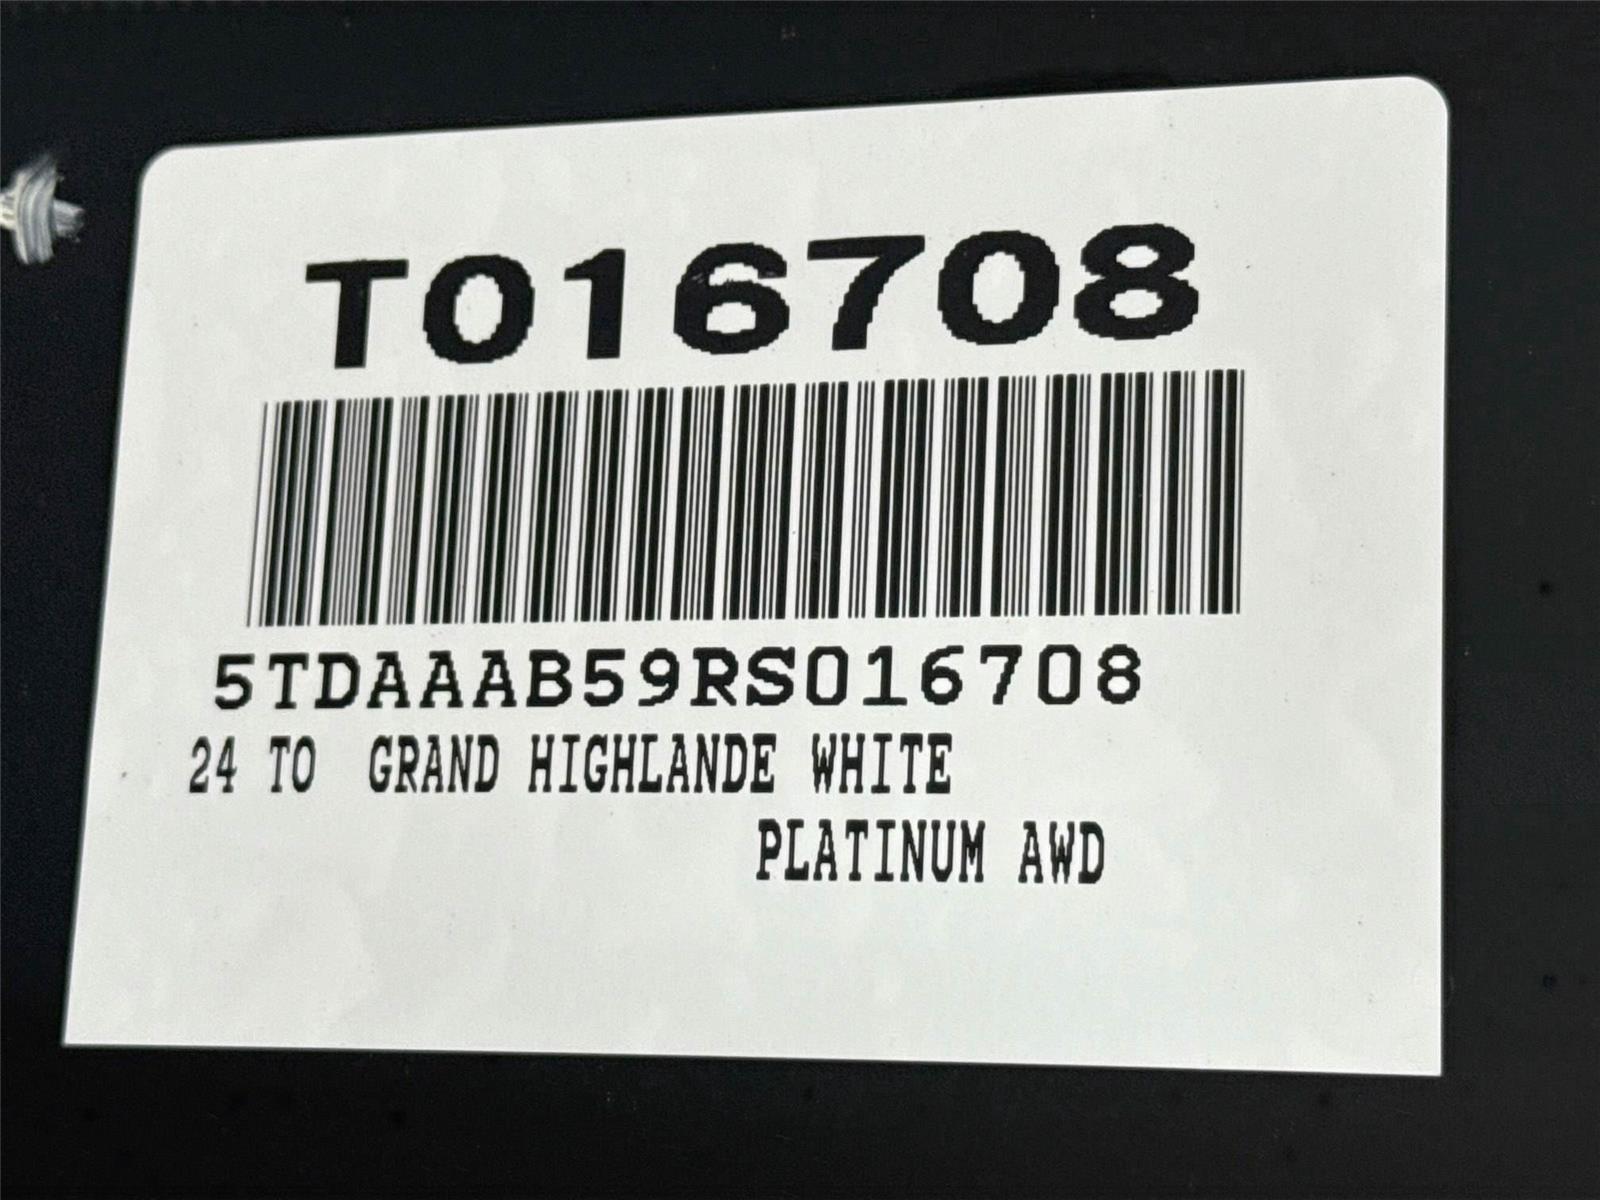 T016708
5TDAAAB59RS016708
24 TO GRAND HIGHLANDE WHITE
PLATINUM AWD